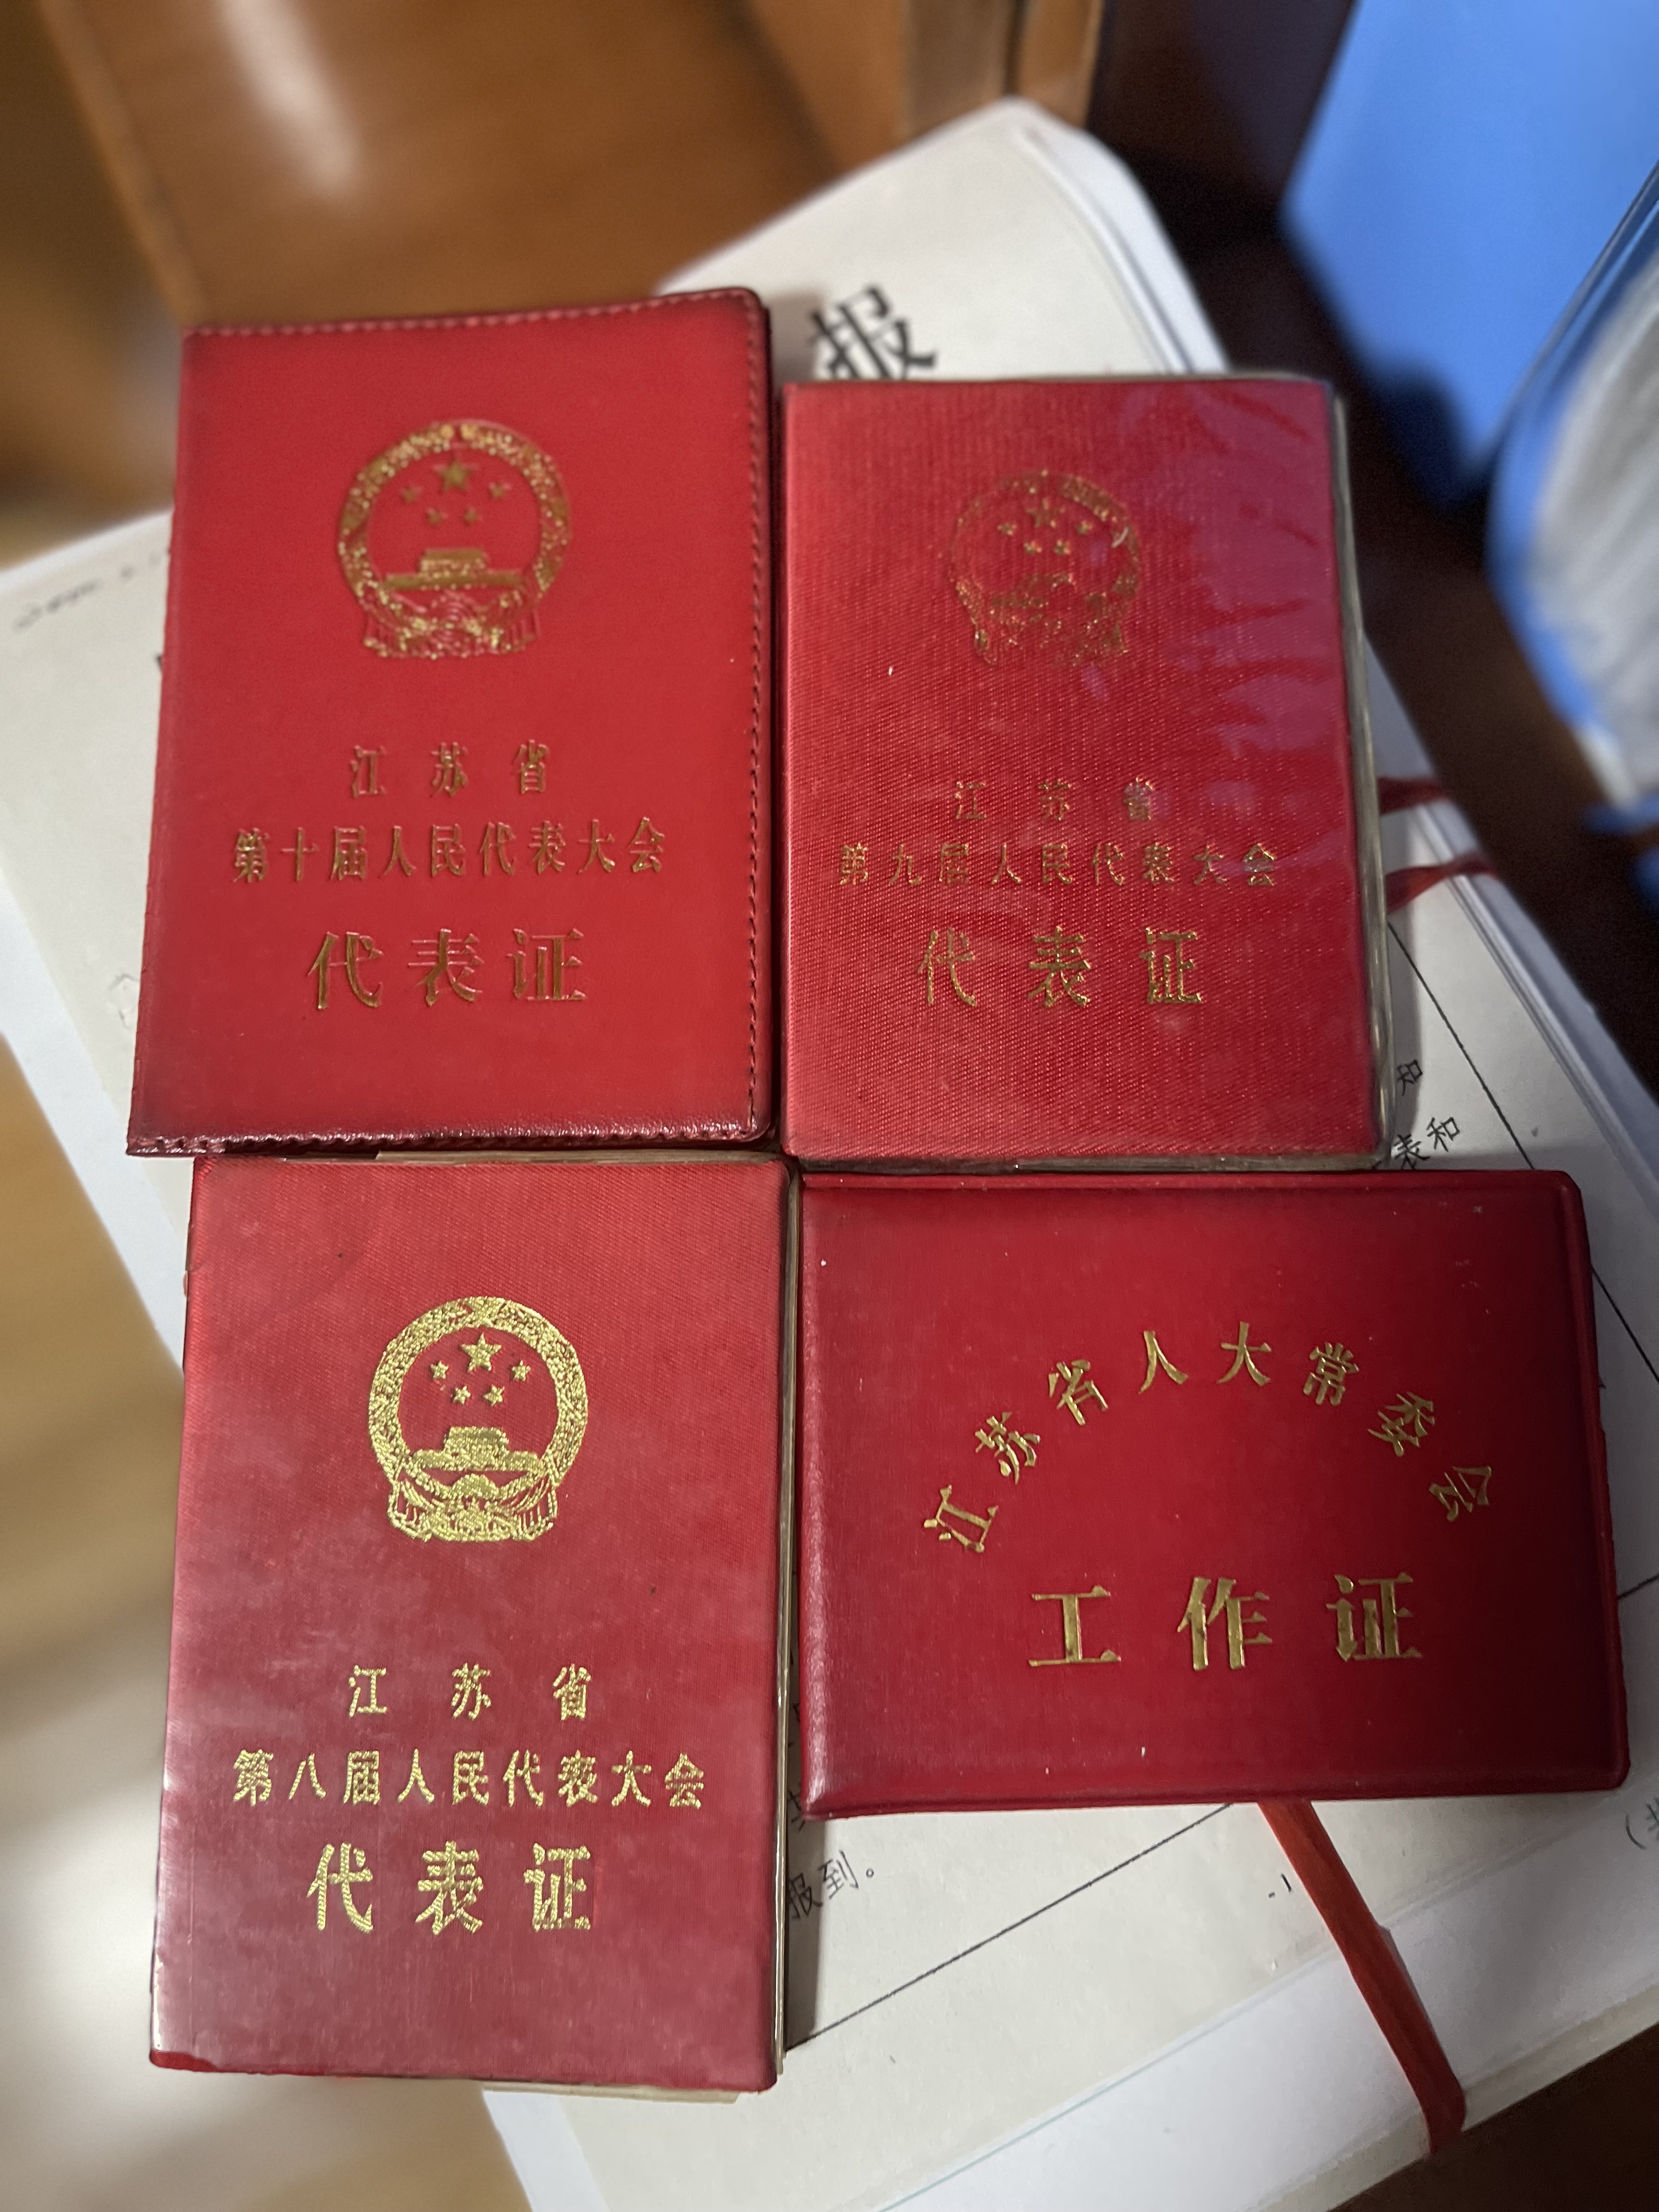 报
江苏省
第十届人民代表大会
代表证
江苏省
第九届人民代表大会
代表证
知
表和
江苏省
第八届人民代表大会
代表证
江苏省人大常委会
工作证
报到。
-1